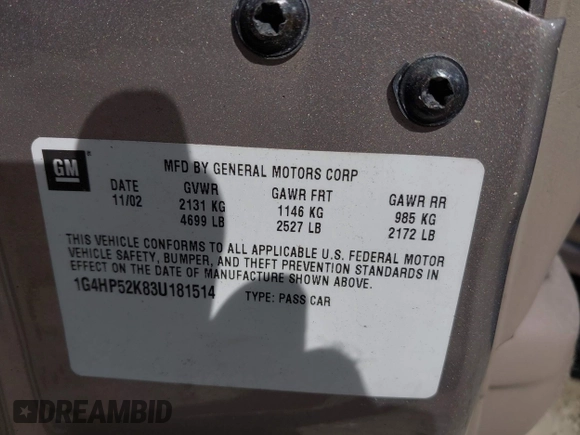 GM
MFD BY GENERAL MOTORS CORP
DATE GVWR GAWR FRT GAWR RR
11/02 2131 KG 1146 KG 985 KG
4699 LB 2527 LB 2172 LB
THIS VEHICLE CONFORMS TO ALL APPLICABLE U.S. FEDERAL MOTOR
VEHICLE SAFETY, BUMPER, AND THEFT PREVENTION STANDARDS IN
EFFECT ON THE DATE OF MANUFACTURE SHOWN ABOVE.
1G4HP52K83U181514 TYPE: PASS CAR
DREAMBID